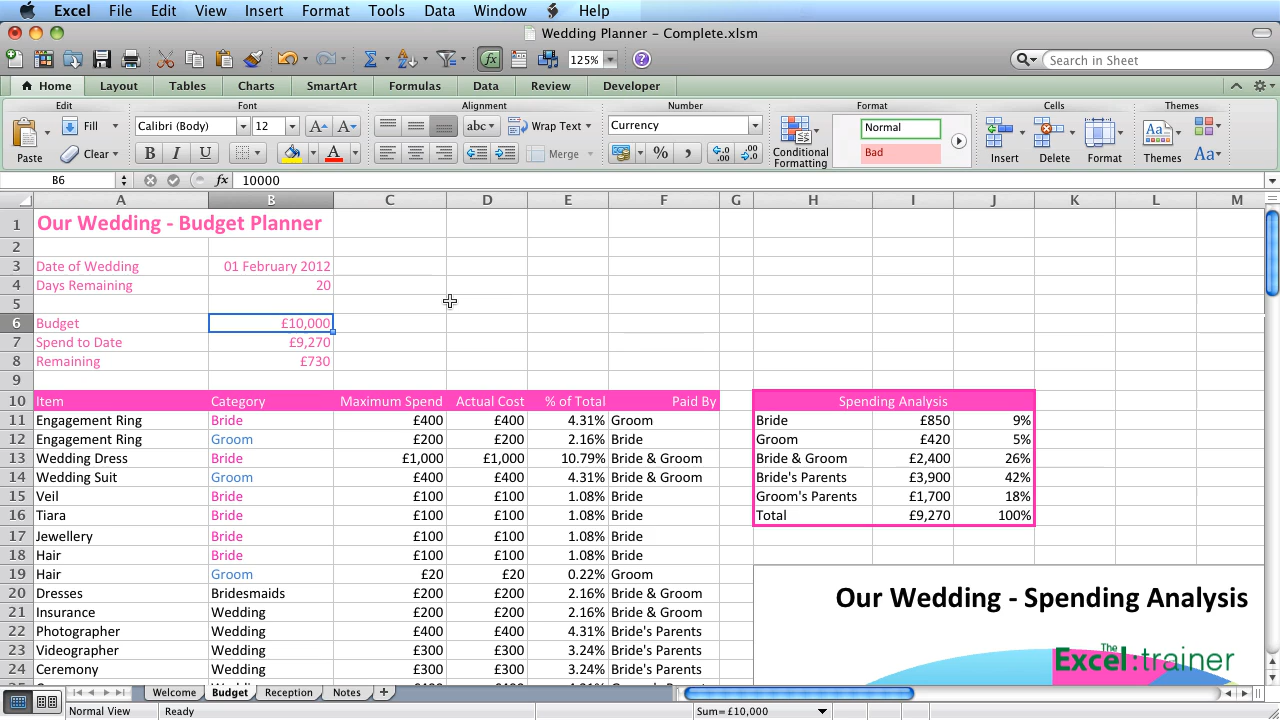 Excel File Edit View Insert Format Tools Data Window Help
Wedding Planner – Complete.xlsm
125% Search in Sheet
Home Layout Tables Charts SmartArt Formulas Data Review Developer
Edit Font Alignment Number Format Cells Themes
Fill Calibri (Body) 12 A A abc Wrap Text Currency Normal
Paste Clear B I U A Merge % Conditional Formatting Bad Insert Delete Format Themes Aa
B6 fx 10000
A B C D E F G H I J K L M
1 Our Wedding - Budget Planner
2
3 Date of Wedding 01 February 2012
4 Days Remaining 20
5
6 Budget £10,000
7 Spend to Date £9,270
8 Remaining £730
9
10 Item Category Maximum Spend Actual Cost % of Total Paid By Spending Analysis
11 Engagement Ring Bride £400 £400 4.31% Groom Bride £850 9%
12 Engagement Ring Groom £200 £200 2.16% Bride Groom £420 5%
13 Wedding Dress Bride £1,000 £1,000 10.79% Bride & Groom Bride & Groom £2,400 26%
14 Wedding Suit Groom £400 £400 4.31% Bride & Groom Bride's Parents £3,900 42%
15 Veil Bride £100 £100 1.08% Bride Groom's Parents £1,700 18%
16 Tiara Bride £100 £100 1.08% Bride Total £9,270 100%
17 Jewellery Bride £100 £100 1.08% Bride
18 Hair Bride £100 £100 1.08% Bride
19 Hair Groom £20 £20 0.22% Groom
20 Dresses Bridesmaids £200 £200 2.16% Bride & Groom
21 Insurance Wedding £200 £200 2.16% Bride & Groom
22 Photographer Wedding £400 £400 4.31% Bride's Parents
23 Videographer Wedding £300 £300 3.24% Bride's Parents
24 Ceremony Wedding £300 £300 3.24% Bride's Parents
Our Wedding - Spending Analysis
The Excel:trainer
Welcome Budget Reception Notes +
Normal View Ready Sum=£10,000